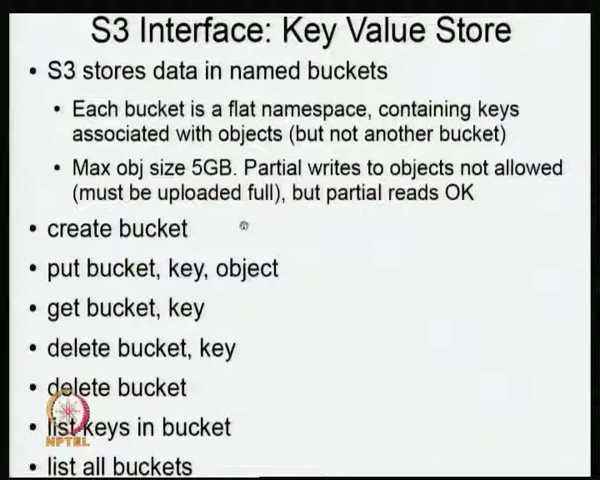 S3 Interface: Key Value Store
• S3 stores data in named buckets
• Each bucket is a flat namespace, containing keys
associated with objects (but not another bucket)
• Max obj size 5GB. Partial writes to objects not allowed
(must be uploaded full), but partial reads OK
• create bucket
• put bucket, key, object
• get bucket, key
• delete bucket, key
• delete bucket
• list keys in bucket
NPTEL
• list all buckets